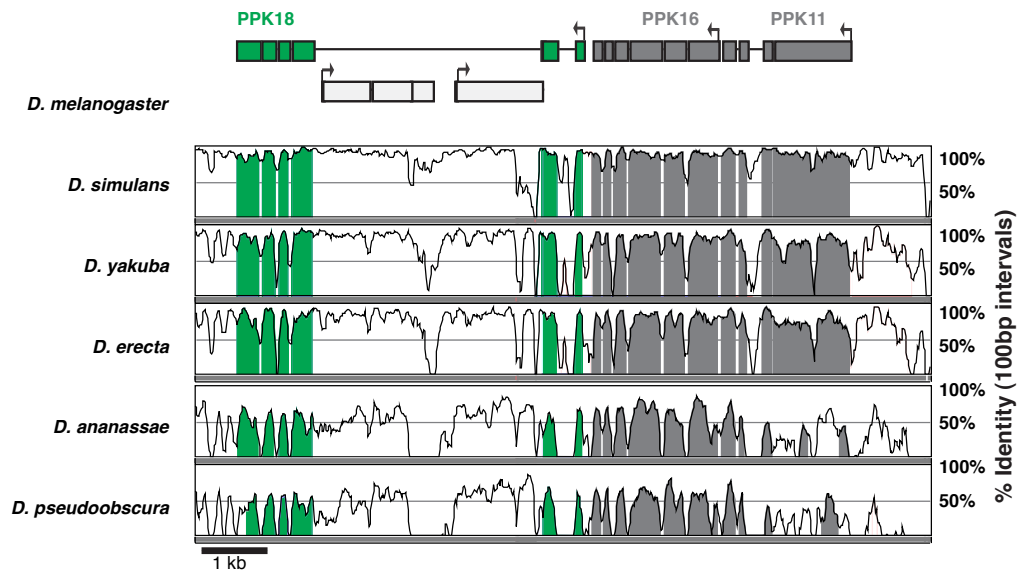 PPK18 PPK16 PPK11
D. melanogaster
100%
D. simulans
50%
100%
D. yakuba
50%
100%
D. erecta
50%
100%
D. ananassae
50%
100%
D. pseudoobscura
50%
% Identity (100bp intervals)
1 kb